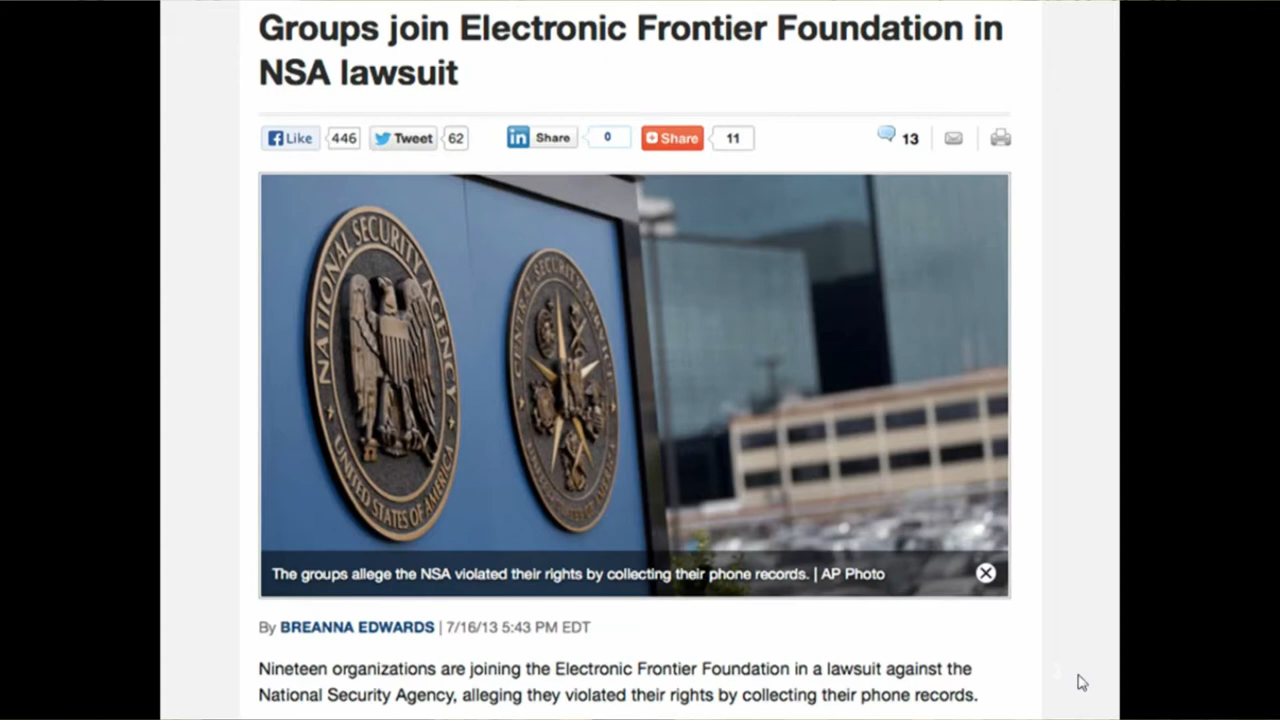 Groups join Electronic Frontier Foundation in
NSA lawsuit
Like 446 Tweet 62 Share 0 Share 11 13
NATIONAL SECURITY AGENCY
UNITED STATES OF AMERICA
CENTRAL SECURITY SERVICE
The groups allege the NSA violated their rights by collecting their phone records. | AP Photo
By BREANNA EDWARDS | 7/16/13 5:43 PM EDT
Nineteen organizations are joining the Electronic Frontier Foundation in a lawsuit against the
National Security Agency, alleging they violated their rights by collecting their phone records.